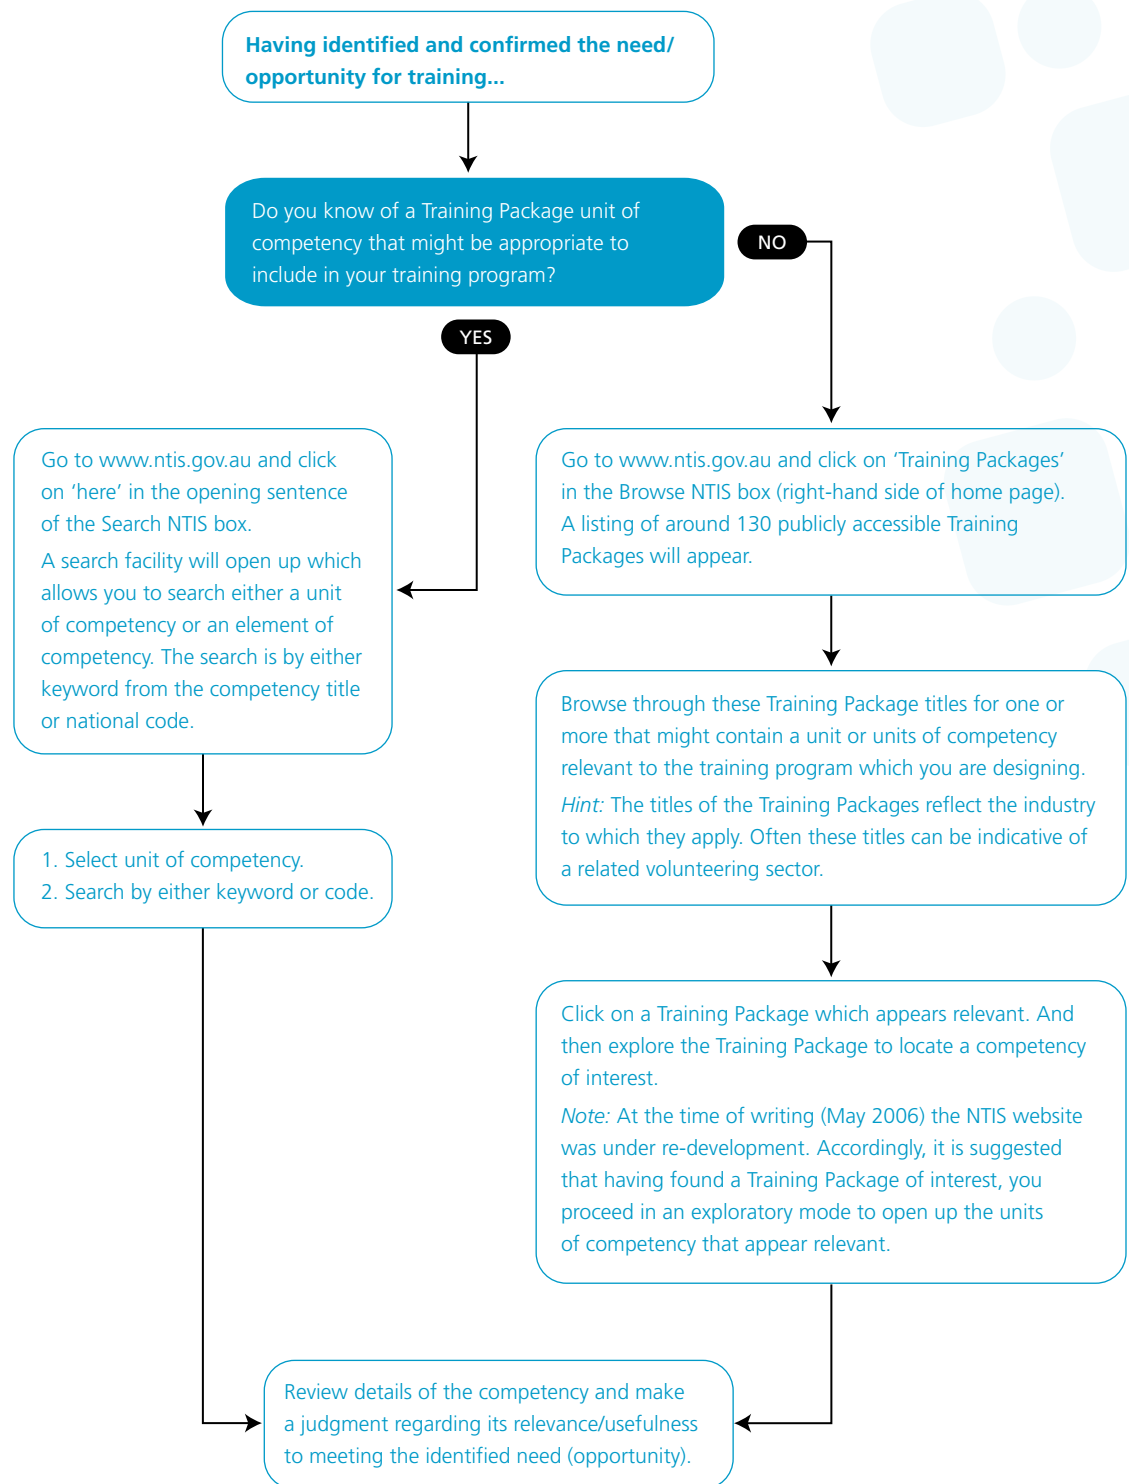 Having identified and confirmed the need/
opportunity for training...
Do you know of a Training Package unit of
competency that might be appropriate to
include in your training program?
NO
YES
Go to www.ntis.gov.au and click
on ‘here’ in the opening sentence
of the Search NTIS box.
A search facility will open up which
allows you to search either a unit
of competency or an element of
competency. The search is by either
keyword from the competency title
or national code.
1. Select unit of competency.
2. Search by either keyword or code.
Go to www.ntis.gov.au and click on ‘Training Packages’
in the Browse NTIS box (right-hand side of home page).
A listing of around 130 publicly accessible Training
Packages will appear.
Browse through these Training Package titles for one or
more that might contain a unit or units of competency
relevant to the training program which you are designing.
Hint: The titles of the Training Packages reflect the industry
to which they apply. Often these titles can be indicative of
a related volunteering sector.
Click on a Training Package which appears relevant. And
then explore the Training Package to locate a competency
of interest.
Note: At the time of writing (May 2006) the NTIS website
was under re-development. Accordingly, it is suggested
that having found a Training Package of interest, you
proceed in an exploratory mode to open up the units
of competency that appear relevant.
Review details of the competency and make
a judgment regarding its relevance/usefulness
to meeting the identified need (opportunity).